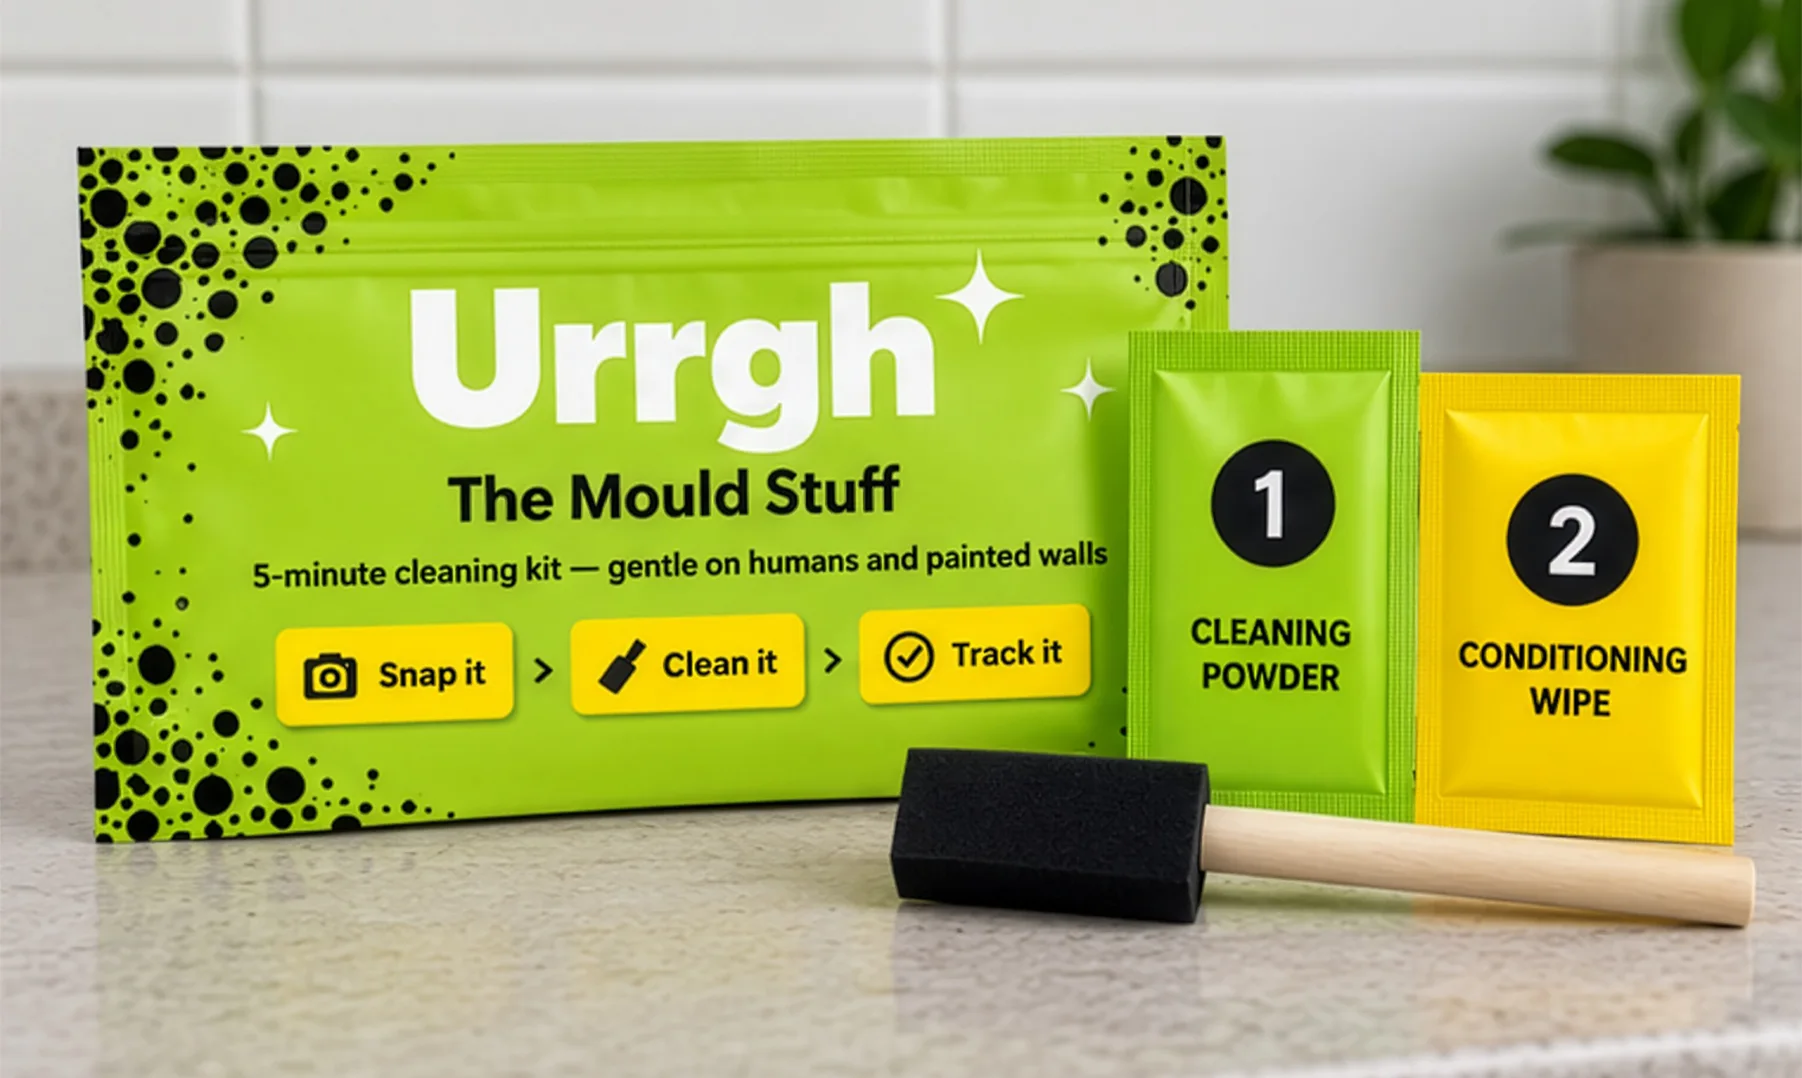 Urrgh
The Mould Stuff
5-minute cleaning kit — gentle on humans and painted walls
Snap it > Clean it > Track it
1
CLEANING
POWDER
2
CONDITIONING
WIPE